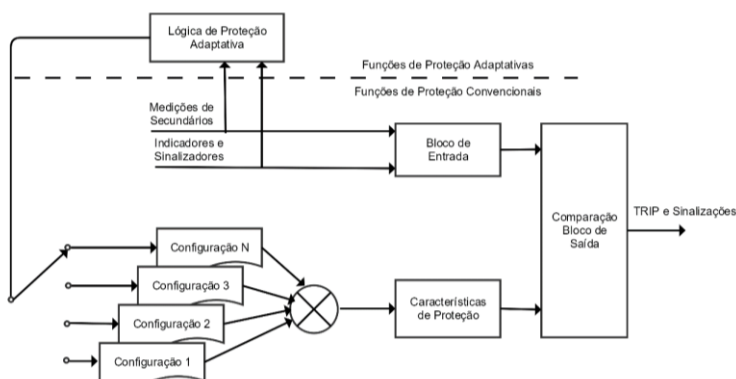 Lógica de Proteção
Adaptativa
Funções de Proteção Adaptativas
Funções de Proteção Convencionais
Medições de
Secundários
Indicadores e
Sinalizadores
Bloco de
Entrada
Comparação
Bloco de
Saída
TRIP e Sinalizações
Configuração N
Configuração 3
Configuração 2
Configuração 1
Características
de Proteção